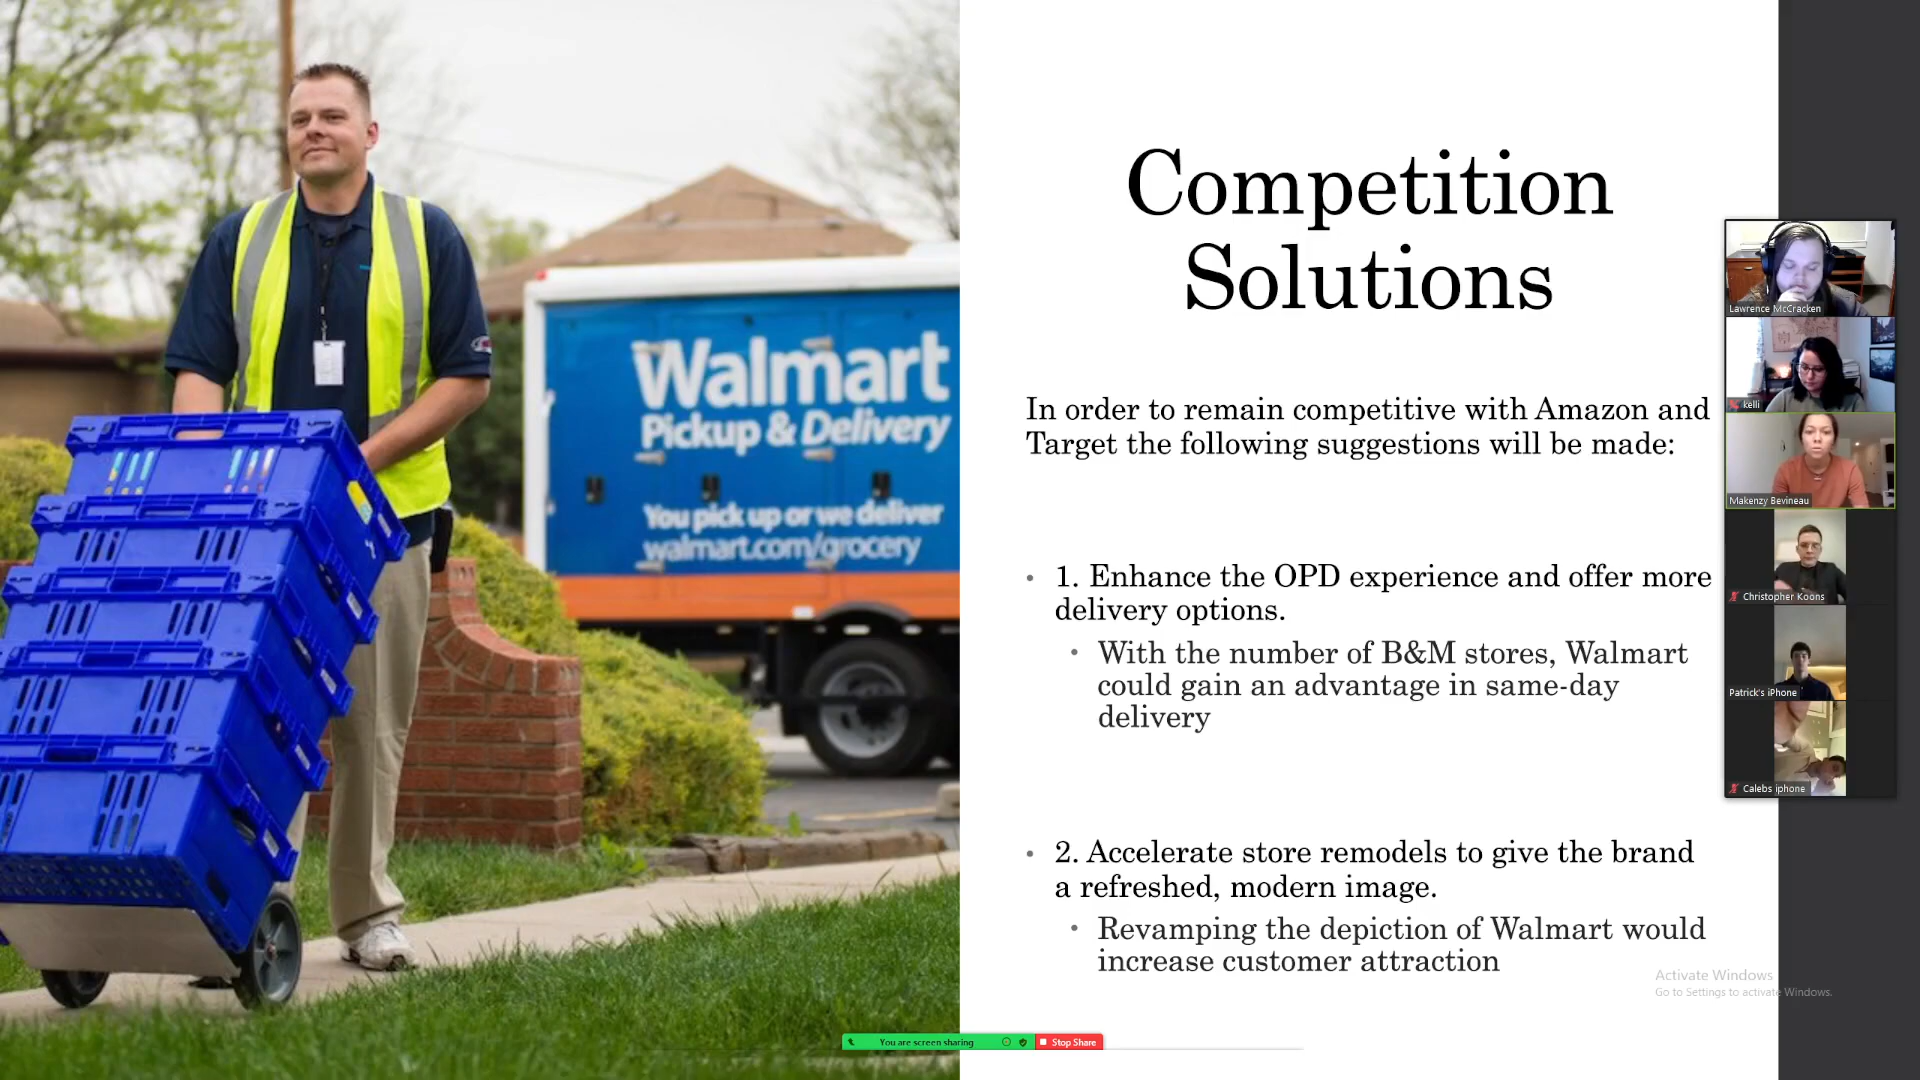 Walmart
Pickup & Delivery
You pick up or we deliver
walmart.com/grocery
Competition
Solutions
In order to remain competitive with Amazon and
Target the following suggestions will be made:
• 1. Enhance the OPD experience and offer more
delivery options.
• With the number of B&M stores, Walmart
could gain an advantage in same-day
delivery
• 2. Accelerate store remodels to give the brand
a refreshed, modern image.
• Revamping the depiction of Walmart would
increase customer attraction
Lawrence McCracken
kelli
Makenzy Bevineau
Christopher Koons
Patrick's iPhone
Calebs iphone
Activate Windows
Go to Settings to activate Windows.
You are screen sharing
Stop Share